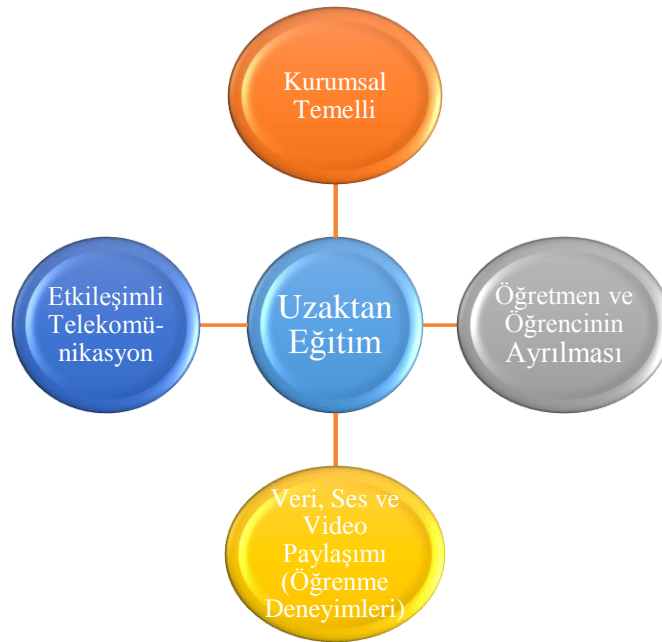 Kurumsal
Temelli
Etkileşimli
Telekomü-
nikasyon
Uzaktan
Eğitim
Öğretmen ve
Öğrencinin
Ayrılması
Veri, Ses ve
Video
Paylaşımı
(Öğrenme
Deneyimleri)